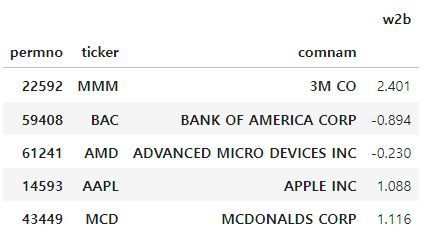 w2b
permno ticker comnam
22592 MMM 3M CO 2.401
59408 BAC BANK OF AMERICA CORP -0.894
61241 AMD ADVANCED MICRO DEVICES INC -0.230
14593 AAPL APPLE INC 1.088
43449 MCD MCDONALDS CORP 1.116